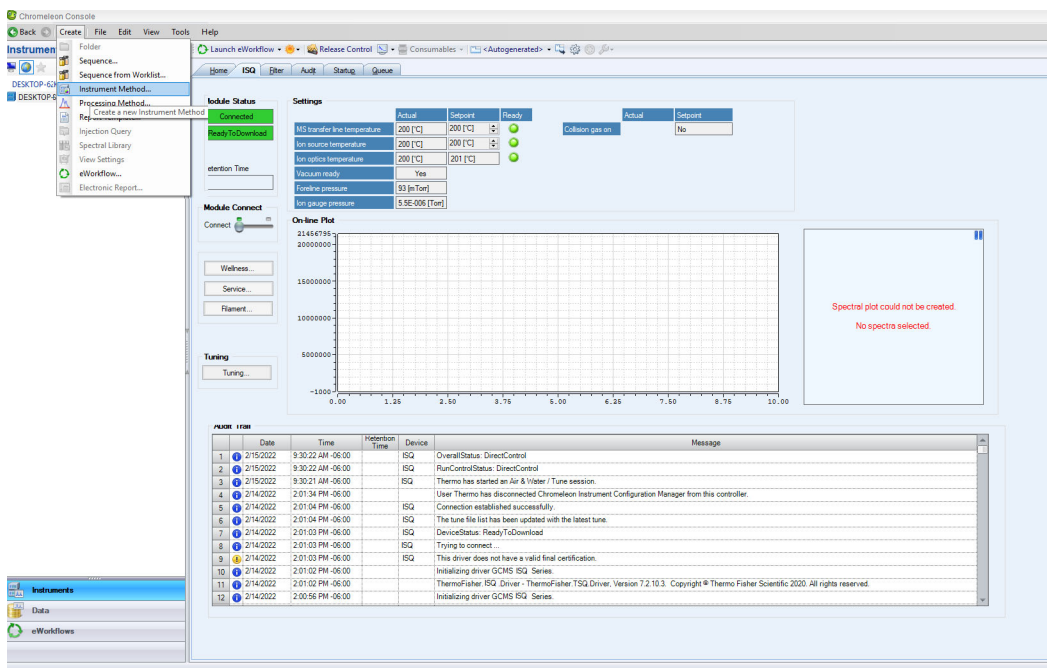 Chromeleon Console
Back Create File Edit View Tools Help
Instrumen
Launch eWorkflow Release Control Consumables <Autogenerated>
DESKTOP-62K
DESKTOP-6
Folder
Sequence...
Sequence from Worklist...
Instrument Method...
Processing Method...
Create a new Instrument Method
Injection Query
Spectral Library
View Settings
eWorkflow...
Electronic Report...
Home ISQ Filter Audit Startup Queue
Module Status
Connected
ReadyToDownload
etention Time
Module Connect
Connect
Wellness...
Service...
Filament...
Tuning
Tuning...
Settings
Actual Setpoint Ready
MS transfer line temperature 200 [°C] 200 [°C]
Ion source temperature 200 [°C] 200 [°C]
Ion optics temperature 200 [°C] 201 [°C]
Vacuum ready Yes
Foreline pressure 93 [mTorr]
Ion gauge pressure 5.5E-006 [Torr]
Actual Setpoint
Collision gas on No
On-line Plot
21456795
20000000
15000000
10000000
5000000
-1000
0.00 1.25 2.50 3.75 5.00 6.25 7.50 8.75 10.00
Spectral plot could not be created.
No spectra selected.
Audit Trail
Date Time Retention Time Device Message
1 2/15/2022 9:30:22 AM -06:00 ISQ OverallStatus: DirectControl
2 2/15/2022 9:30:22 AM -06:00 ISQ RunControlStatus: DirectControl
3 2/15/2022 9:30:21 AM -06:00 ISQ Thermo has started an Air & Water / Tune session.
4 2/14/2022 2:01:34 PM -06:00 User Thermo has disconnected Chromeleon Instrument Configuration Manager from this controller.
5 2/14/2022 2:01:04 PM -06:00 ISQ Connection established successfully.
6 2/14/2022 2:01:04 PM -06:00 ISQ The tune file list has been updated with the latest tune.
7 2/14/2022 2:01:03 PM -06:00 ISQ DeviceStatus: ReadyToDownload
8 2/14/2022 2:01:03 PM -06:00 ISQ Trying to connect ...
9 2/14/2022 2:01:03 PM -06:00 ISQ This driver does not have a valid final certification.
10 2/14/2022 2:01:02 PM -06:00 Initializing driver GCMS ISQ Series.
11 2/14/2022 2:01:02 PM -06:00 ThermoFisher.ISQ .Driver - ThermoFisher.TSQ.Driver, Version 7.2.10.3. Copyright © Thermo Fisher Scientific 2020. All rights reserved.
12 2/14/2022 2:00:56 PM -06:00 Initializing driver GCMS ISQ Series.
Instruments
Data
eWorkflows